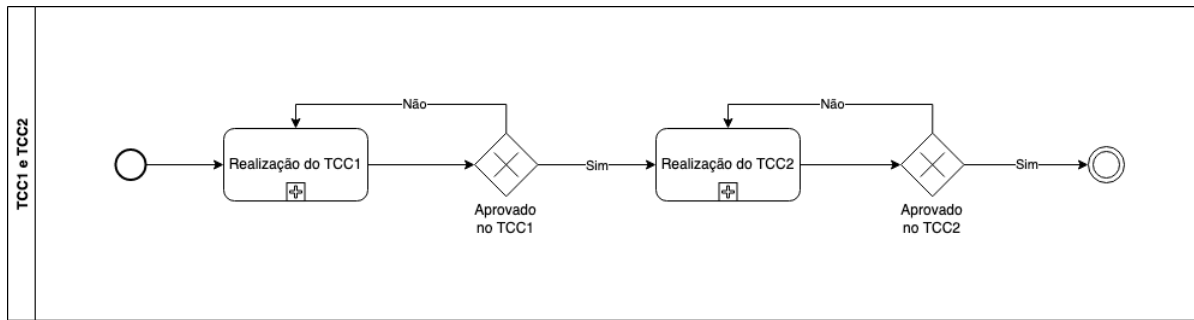 TCC1 e TCC2
Não
Realização do TCC1
Sim
Aprovado
no TCC1
Não
Realização do TCC2
Sim
Aprovado
no TCC2